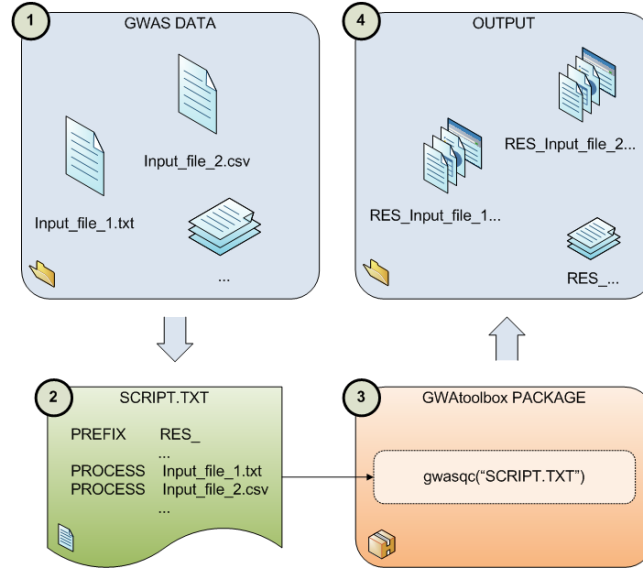 1
GWAS DATA
Input_file_2.csv
Input_file_1.txt
...
4
OUTPUT
RES_Input_file_2...
RES_Input_file_1...
RES_...
2
SCRIPT.TXT
PREFIX RES_
...
PROCESS Input_file_1.txt
PROCESS Input_file_2.csv
...
3
GWAtoolbox PACKAGE
gwasqc(“SCRIPT.TXT”)